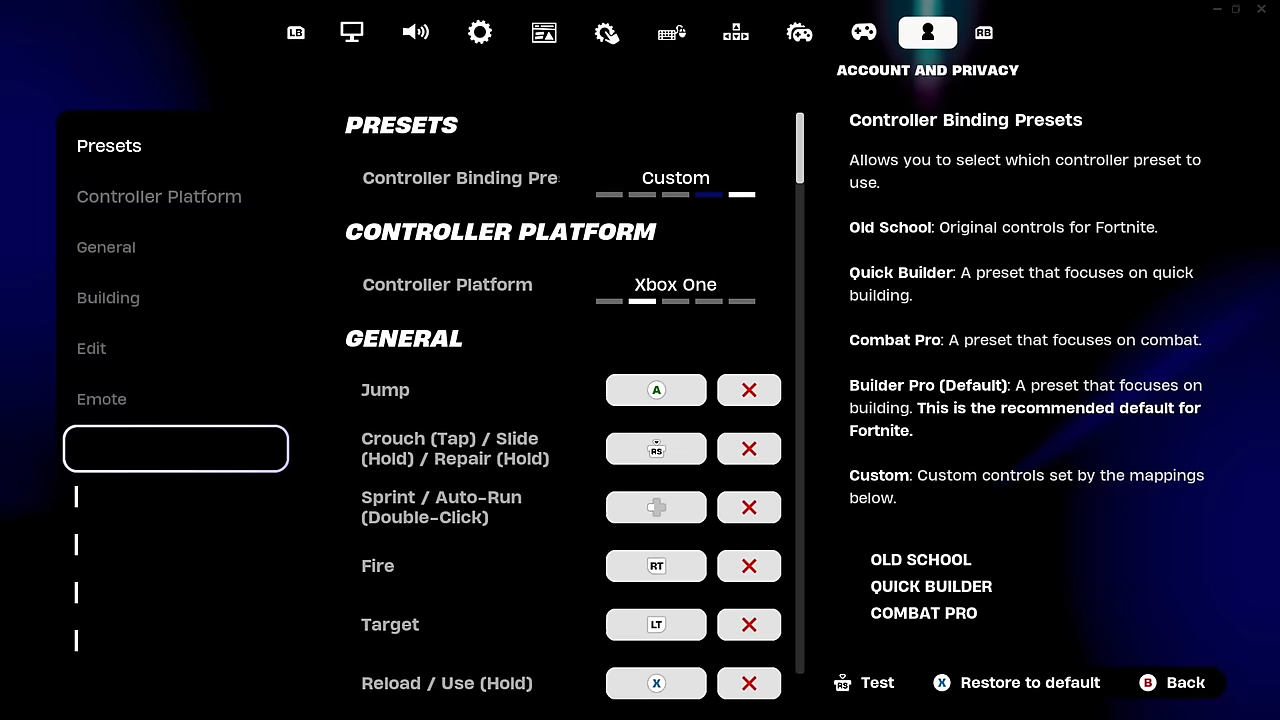 LB
RB
ACCOUNT AND PRIVACY
Presets
Controller Platform
General
Building
Edit
Emote
PRESETS
Controller Binding Pre
Custom
CONTROLLER PLATFORM
Controller Platform
Xbox One
GENERAL
Jump
A
Crouch (Tap) / Slide
(Hold) / Repair (Hold)
RS
Sprint / Auto-Run
(Double-Click)
Fire
RT
Target
LT
Reload / Use (Hold)
X
Controller Binding Presets
Allows you to select which controller preset to
use.
Old School: Original controls for Fortnite.
Quick Builder: A preset that focuses on quick
building.
Combat Pro: A preset that focuses on combat.
Builder Pro (Default): A preset that focuses on
building. This is the recommended default for
Fortnite.
Custom: Custom controls set by the mappings
below.
OLD SCHOOL
QUICK BUILDER
COMBAT PRO
RS Test
X Restore to default
B Back